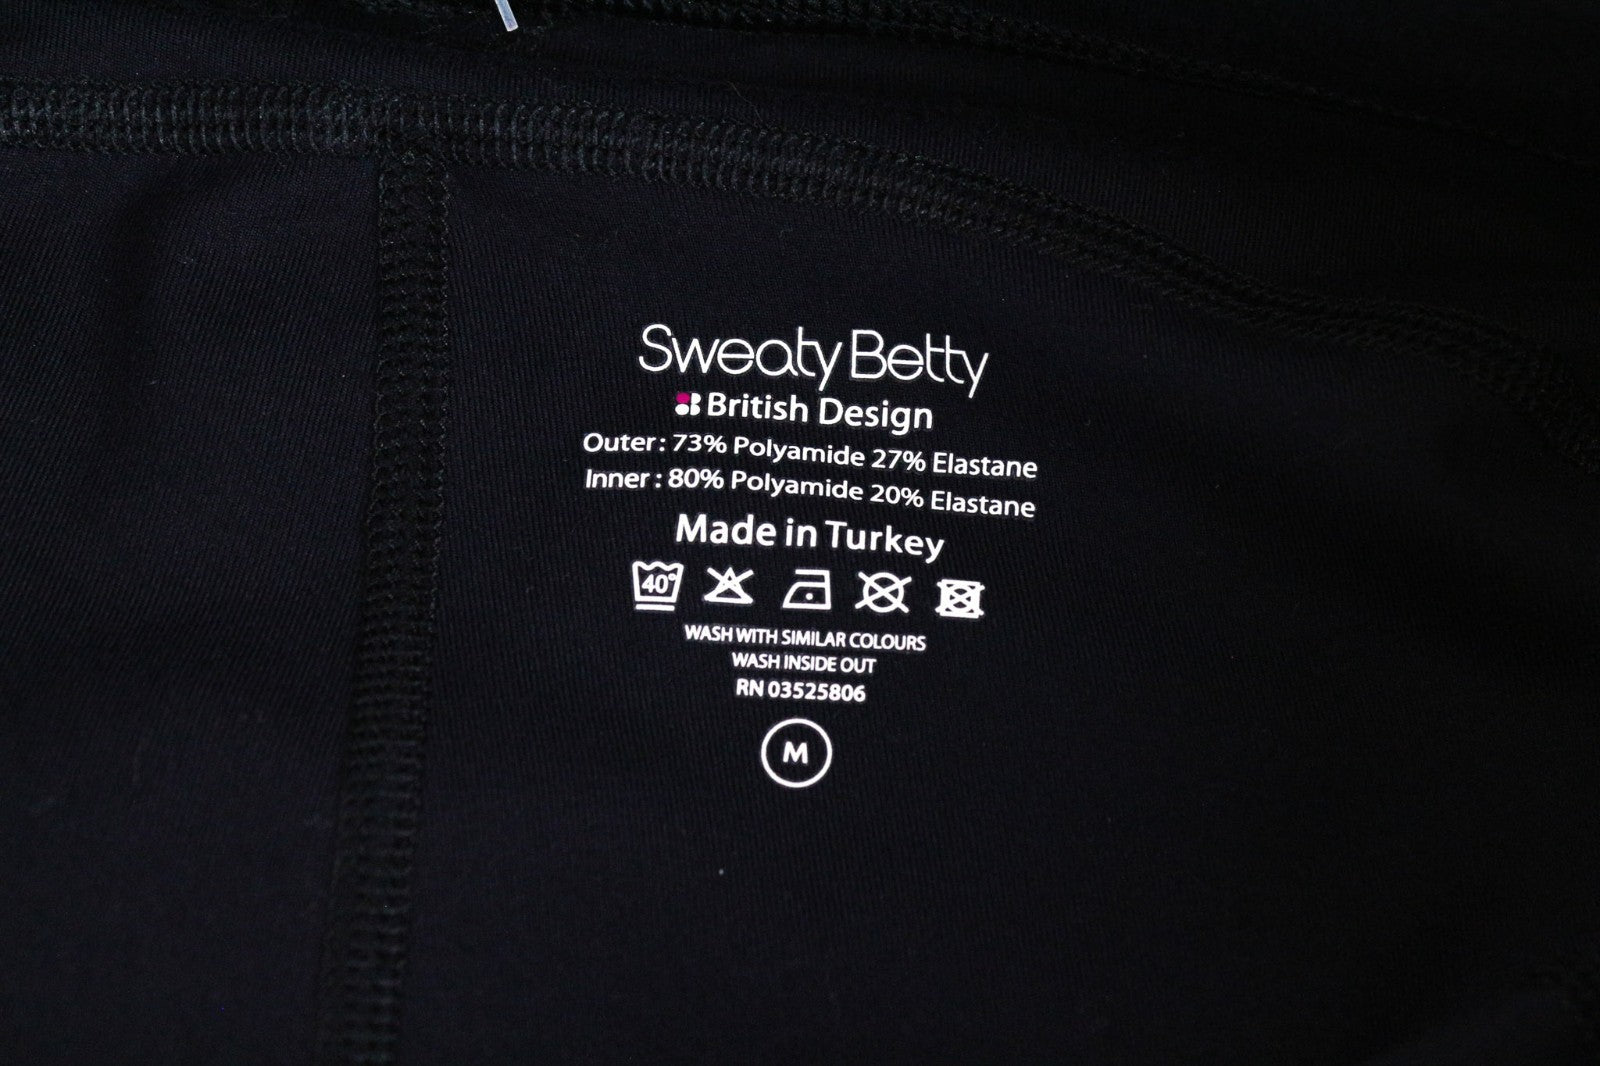 Sweaty Betty
British Design
Outer: 73% Polyamide 27% Elastane
Inner : 80% Polyamide 20% Elastane
Made in Turkey
40°
WASH WITH SIMILAR COLOURS
WASH INSIDE OUT
RN 03525806
M